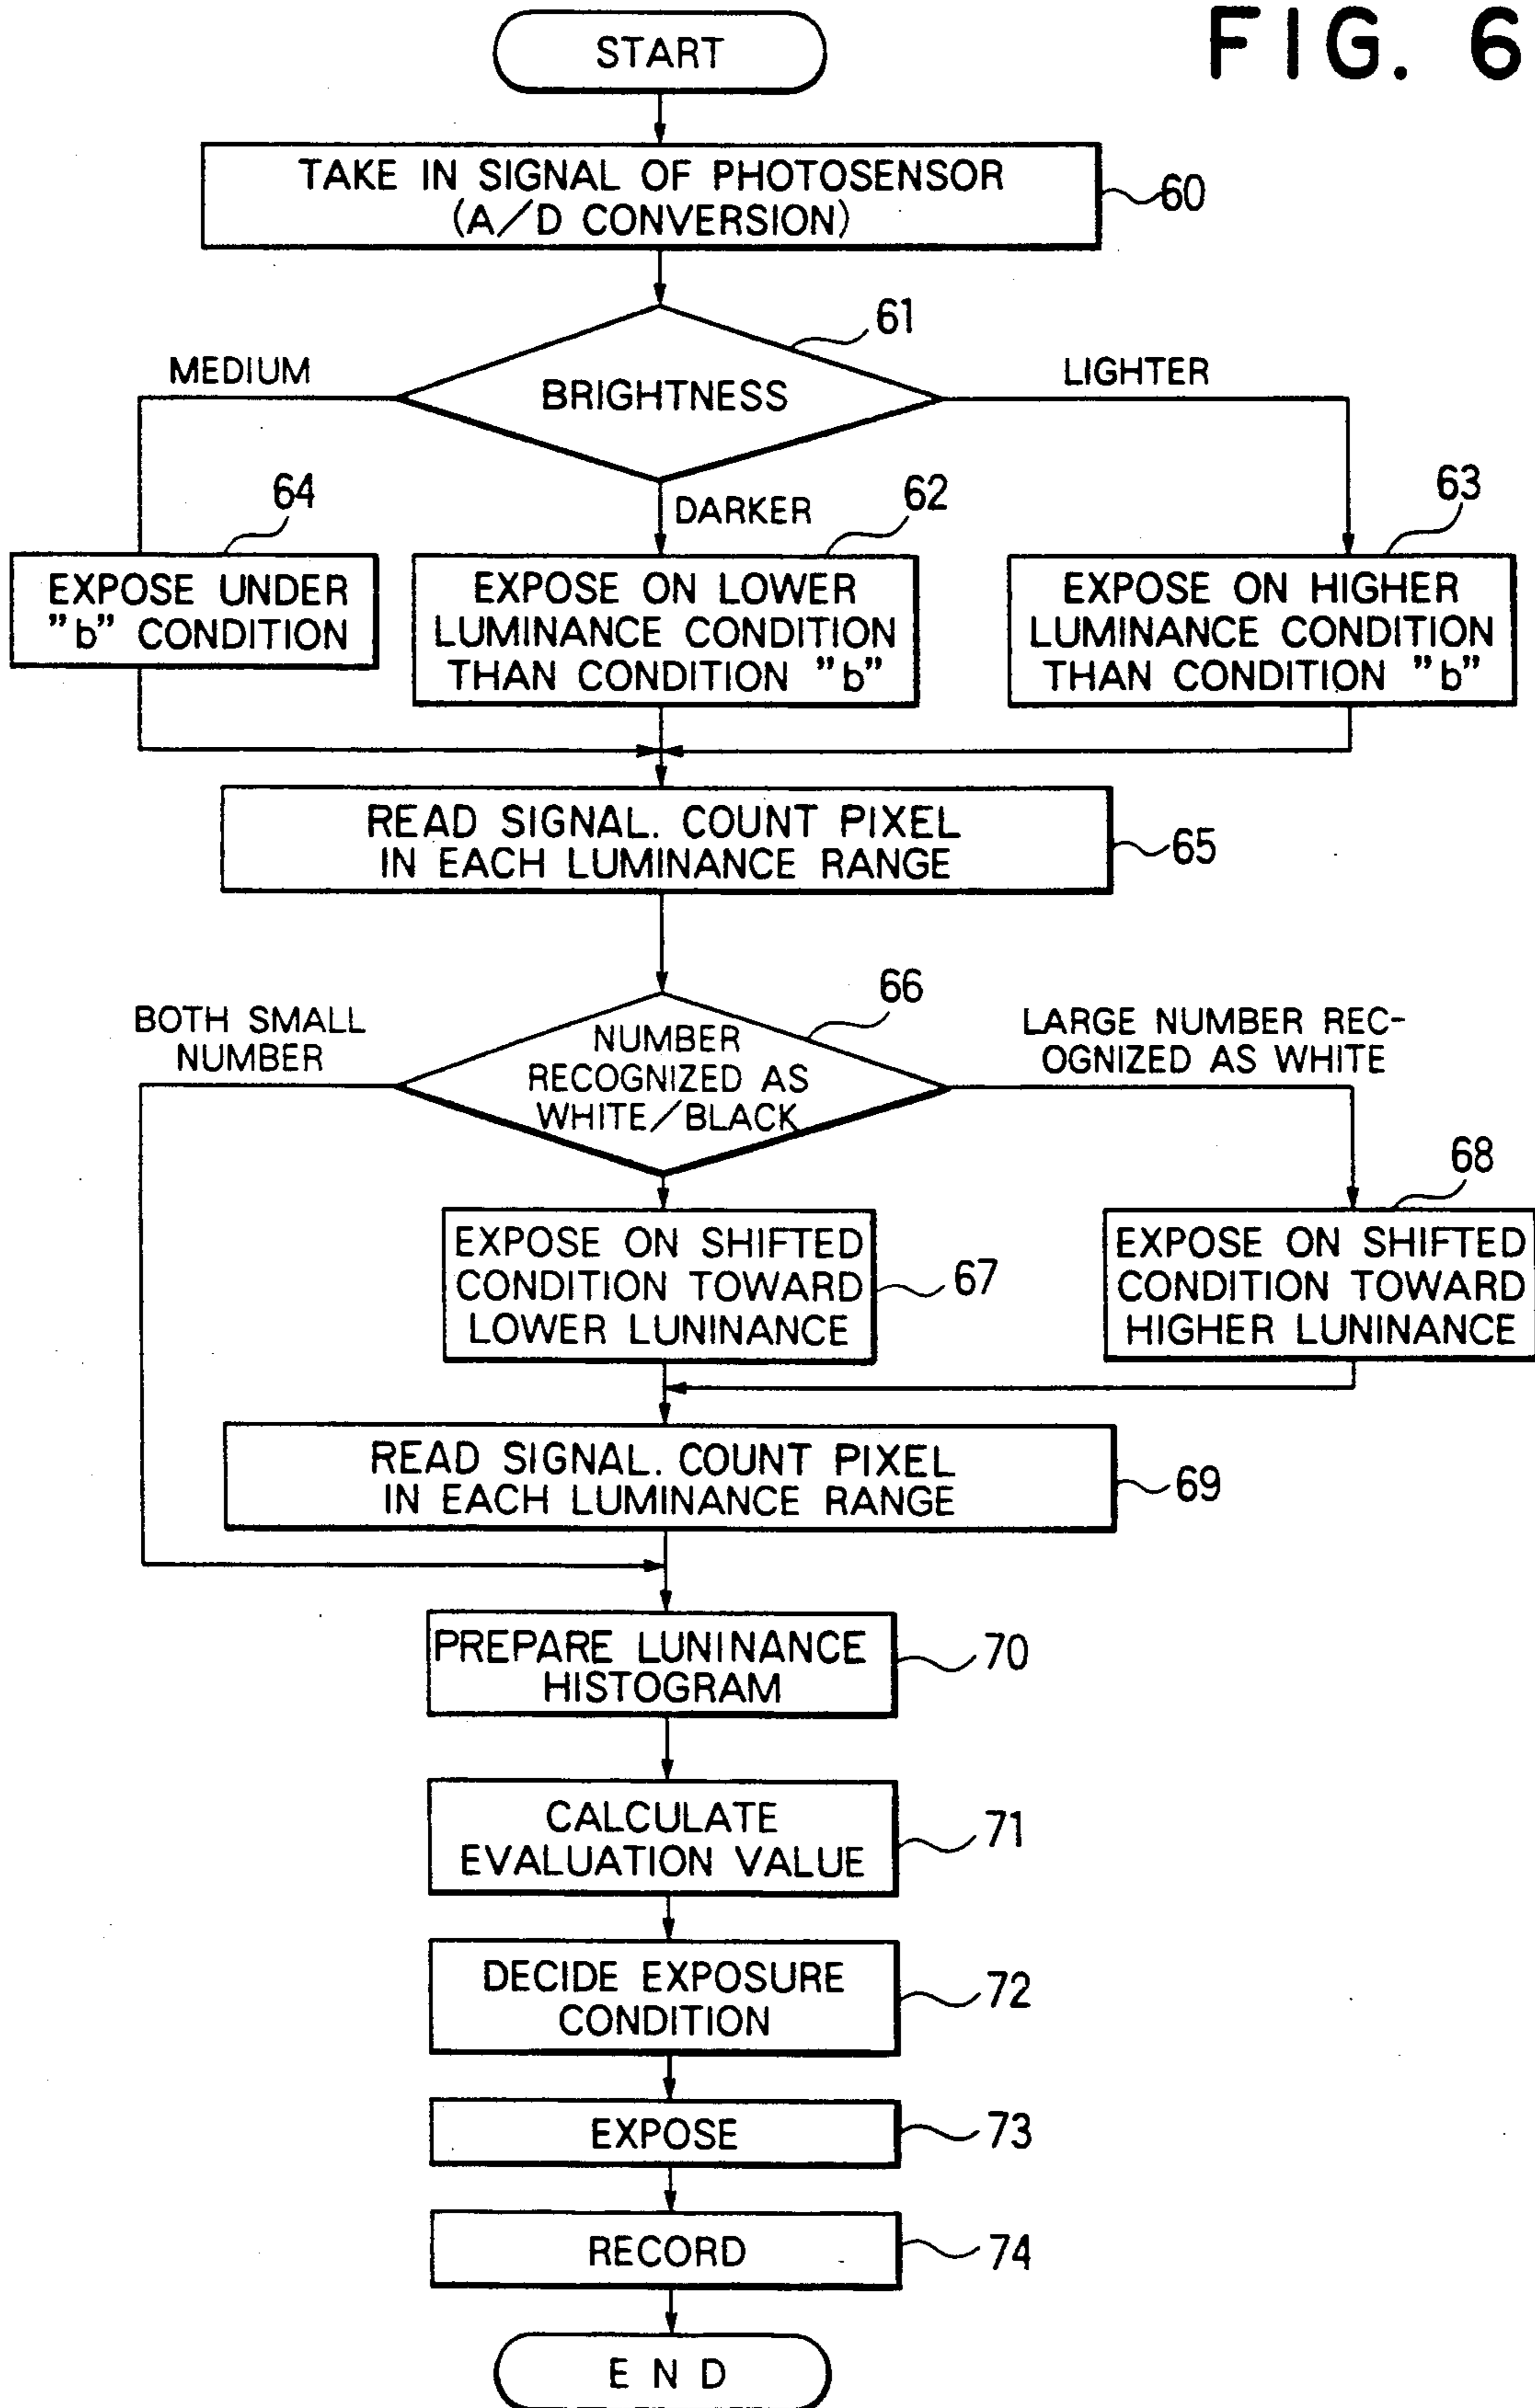 FIG. 6
START
TAKE IN SIGNAL OF PHOTOSENSOR
(A/D CONVERSION)
60
61
MEDIUM
BRIGHTNESS
LIGHTER
64
DARKER
62
63
EXPOSE UNDER
"b" CONDITION
EXPOSE ON LOWER
LUMINANCE CONDITION
THAN CONDITION "b"
EXPOSE ON HIGHER
LUMINANCE CONDITION
THAN CONDITION "b"
READ SIGNAL. COUNT PIXEL
IN EACH LUMINANCE RANGE
65
66
BOTH SMALL
NUMBER
NUMBER
RECOGNIZED AS
WHITE/BLACK
LARGE NUMBER REC-
OGNIZED AS WHITE
68
EXPOSE ON SHIFTED
CONDITION TOWARD
LOWER LUNINANCE
67
EXPOSE ON SHIFTED
CONDITION TOWARD
HIGHER LUNINANCE
READ SIGNAL. COUNT PIXEL
IN EACH LUMINANCE RANGE
69
PREPARE LUNINANCE
HISTOGRAM
70
CALCULATE
EVALUATION VALUE
71
DECIDE EXPOSURE
CONDITION
72
EXPOSE
73
RECORD
74
END